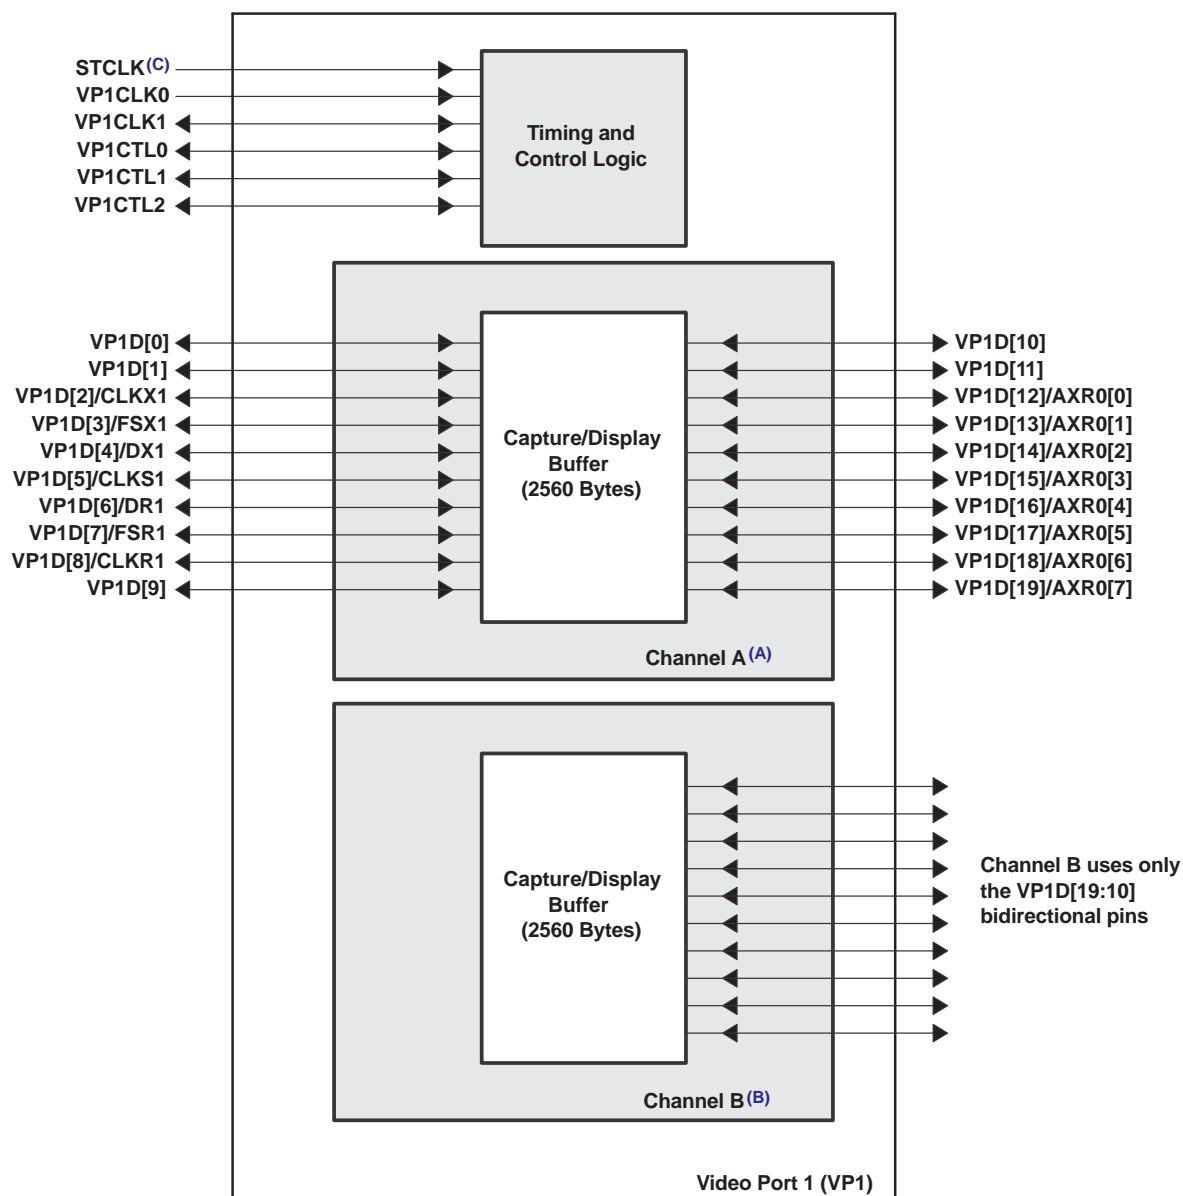 STCLK(C)
VP1CLK0
VP1CLK1
VP1CTL0
VP1CTL1
VP1CTL2
Timing and
Control Logic
VP1D[0]
VP1D[1]
VP1D[2]/CLKX1
VP1D[3]/FSX1
VP1D[4]/DX1
VP1D[5]/CLKS1
VP1D[6]/DR1
VP1D[7]/FSR1
VP1D[8]/CLKR1
VP1D[9]
Capture/Display
Buffer
(2560 Bytes)
VP1D[10]
VP1D[11]
VP1D[12]/AXR0[0]
VP1D[13]/AXR0[1]
VP1D[14]/AXR0[2]
VP1D[15]/AXR0[3]
VP1D[16]/AXR0[4]
VP1D[17]/AXR0[5]
VP1D[18]/AXR0[6]
VP1D[19]/AXR0[7]
Channel A(A)
Capture/Display
Buffer
(2560 Bytes)
Channel B uses only
the VP1D[19:10]
bidirectional pins
Channel B(B)
Video Port 1 (VP1)